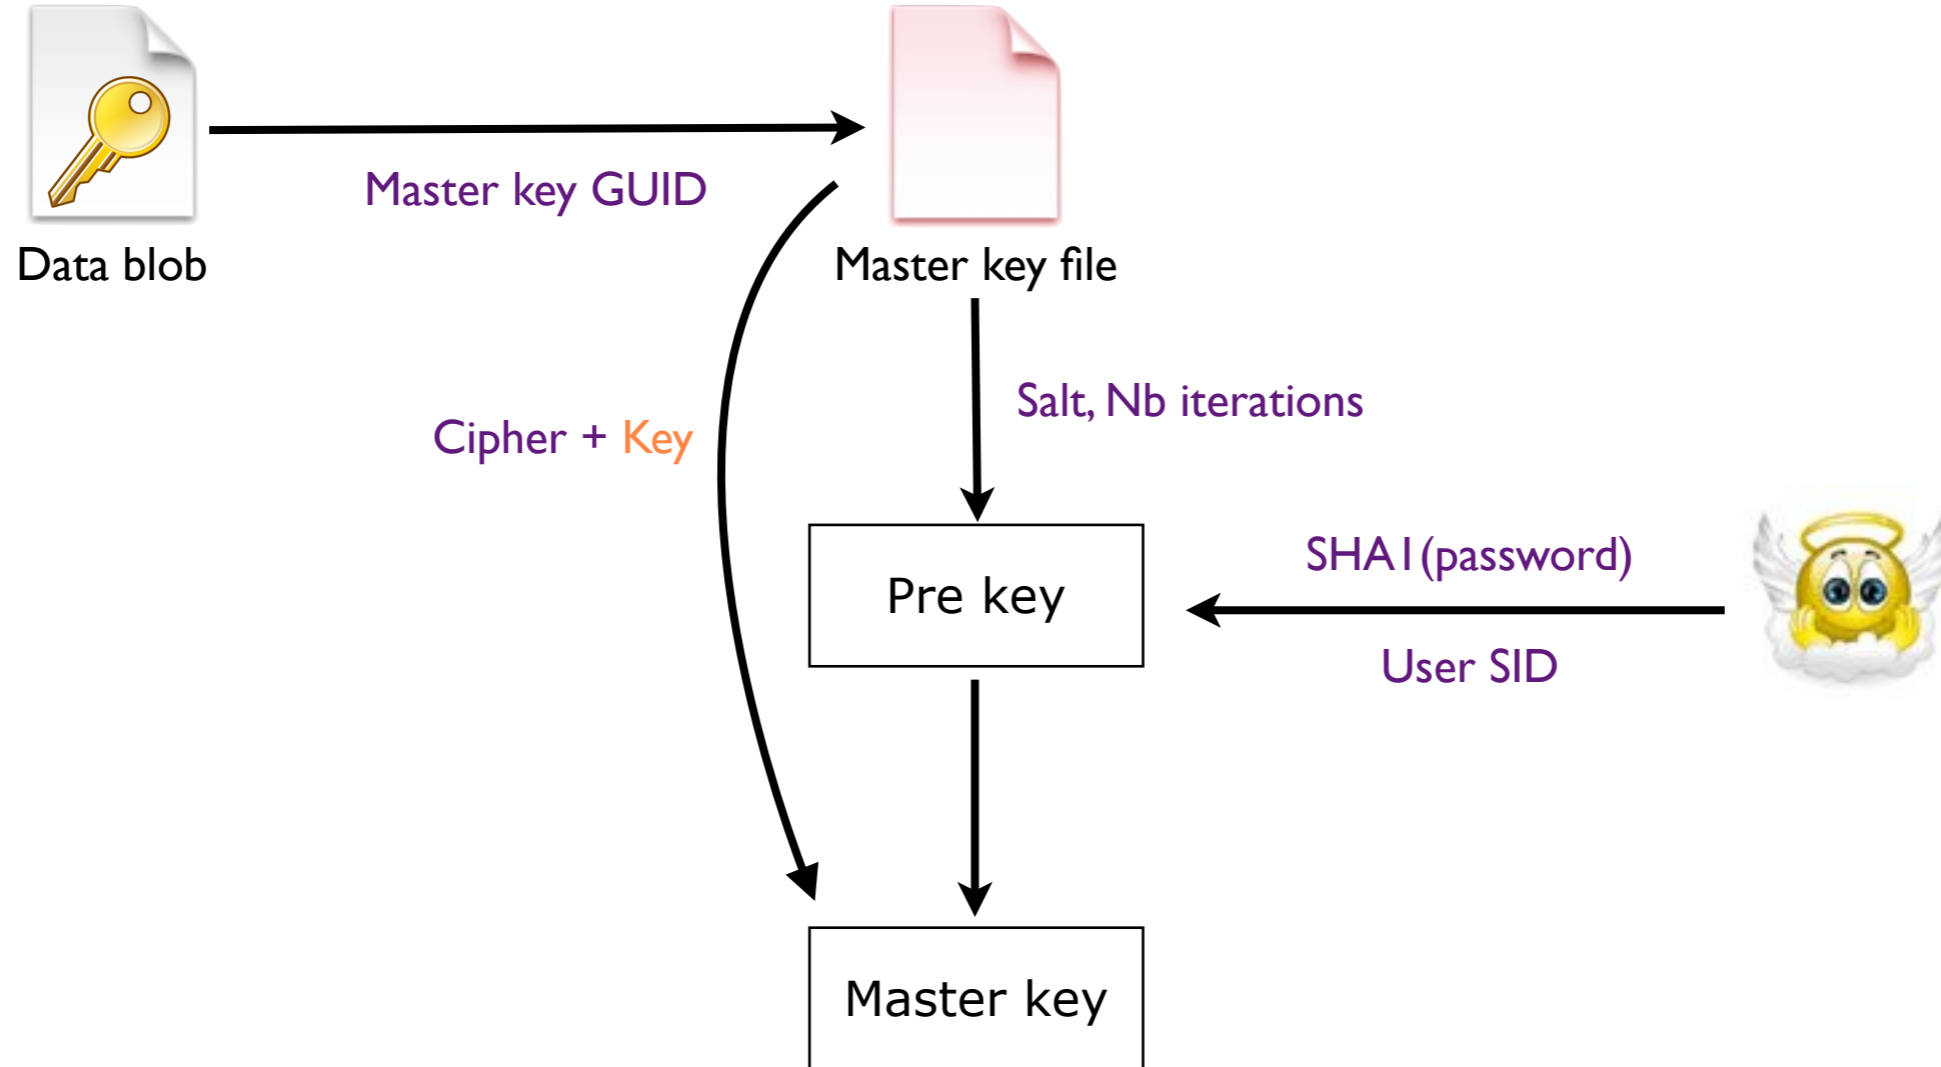 Master key GUID
Data blob
Master key file
Salt, Nb iterations
Cipher + Key
SHA1(password)
Pre key
User SID
Master key